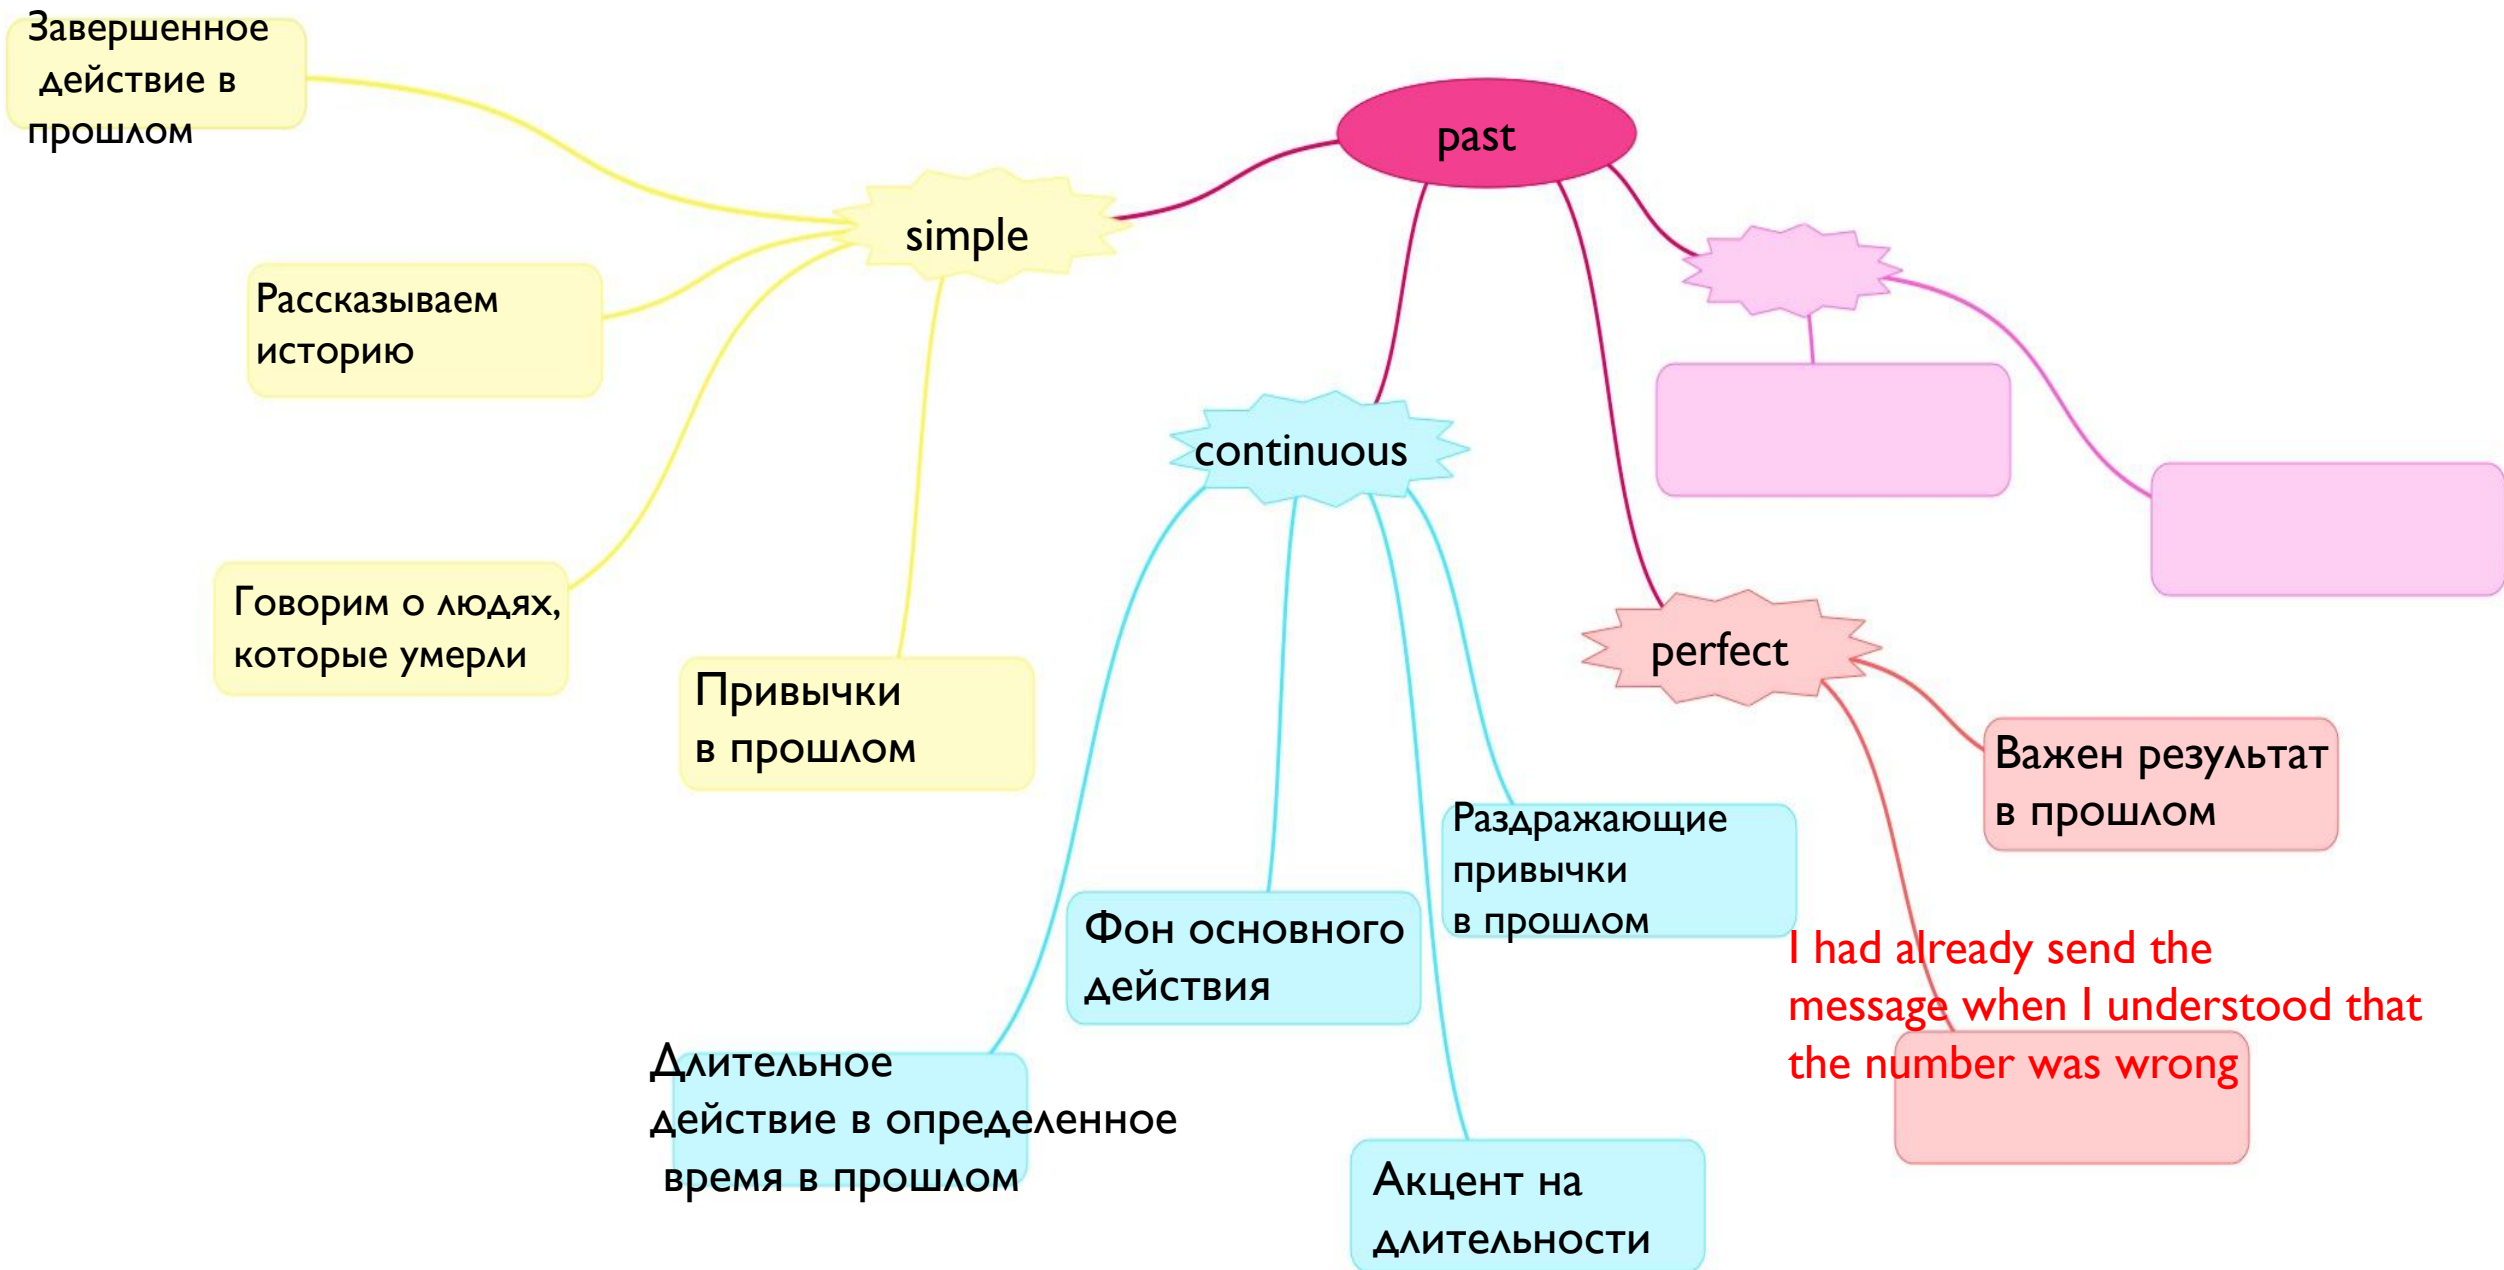 Завершенное
действие в
прошлом
past
simple
Рассказываем
историю
continuous
Говорим о людях,
которые умерли
perfect
Привычки
в прошлом
Важен результат
в прошлом
Раздражающие
привычки
в прошлом
Фон основного
действия
I had already send the
message when I understood that
the number was wrong
Длительное
действие в определенное
время в прошлом
Акцент на
длительности